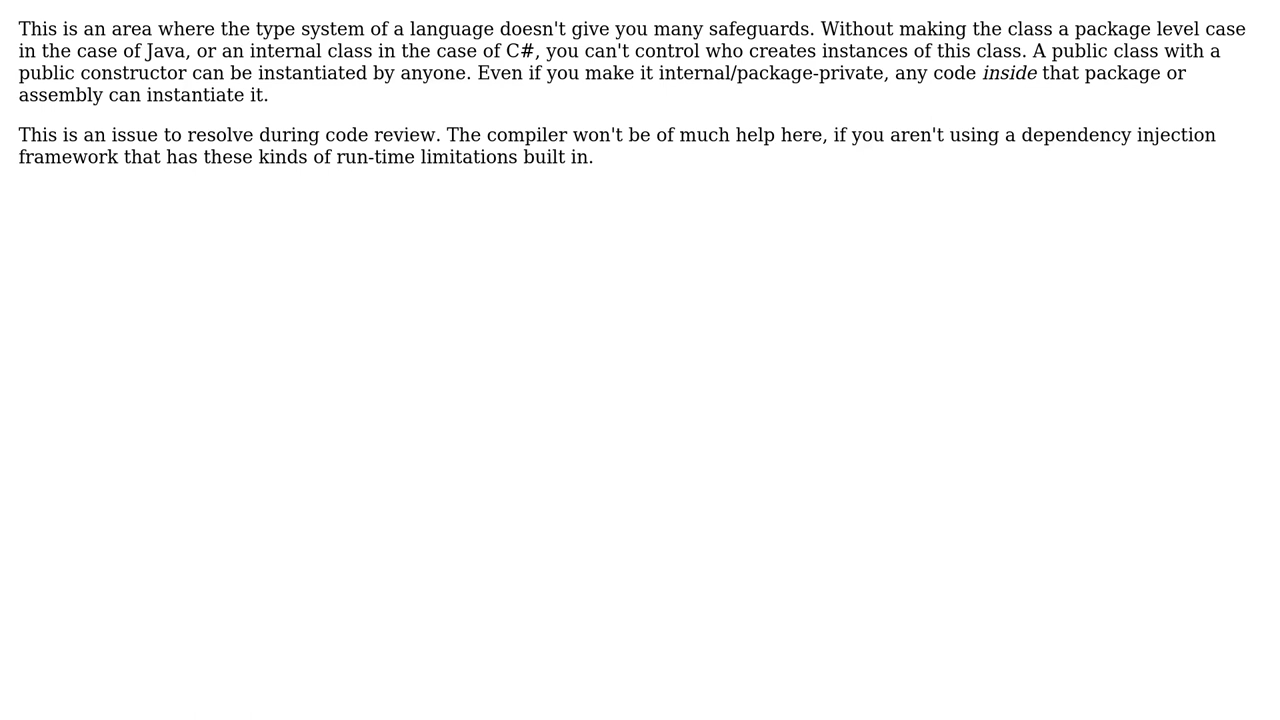 This is an area where the type system of a language doesn't give you many safeguards. Without making the class a package level case
in the case of Java, or an internal class in the case of C#, you can't control who creates instances of this class. A public class with a
public constructor can be instantiated by anyone. Even if you make it internal/package-private, any code inside that package or
assembly can instantiate it.
This is an issue to resolve during code review. The compiler won't be of much help here, if you aren't using a dependency injection
framework that has these kinds of run-time limitations built in.